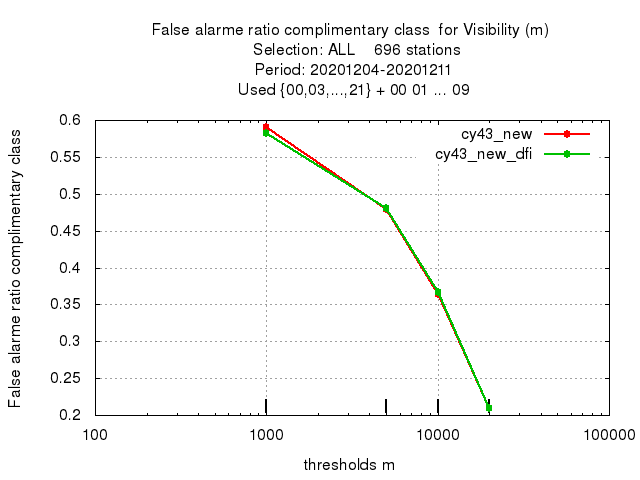 False alarme ratio complimentary class  for Visibility (m)
Selection: ALL    696 stations
Period: 20201204-20201211
Used {00,03,...,21} + 00 01 ... 09
cy43_new
cy43_new_dfi
False alarme ratio complimentary class
0.6
0.55
0.5
0.45
0.4
0.35
0.3
0.25
0.2
100 1000 10000 100000
thresholds m